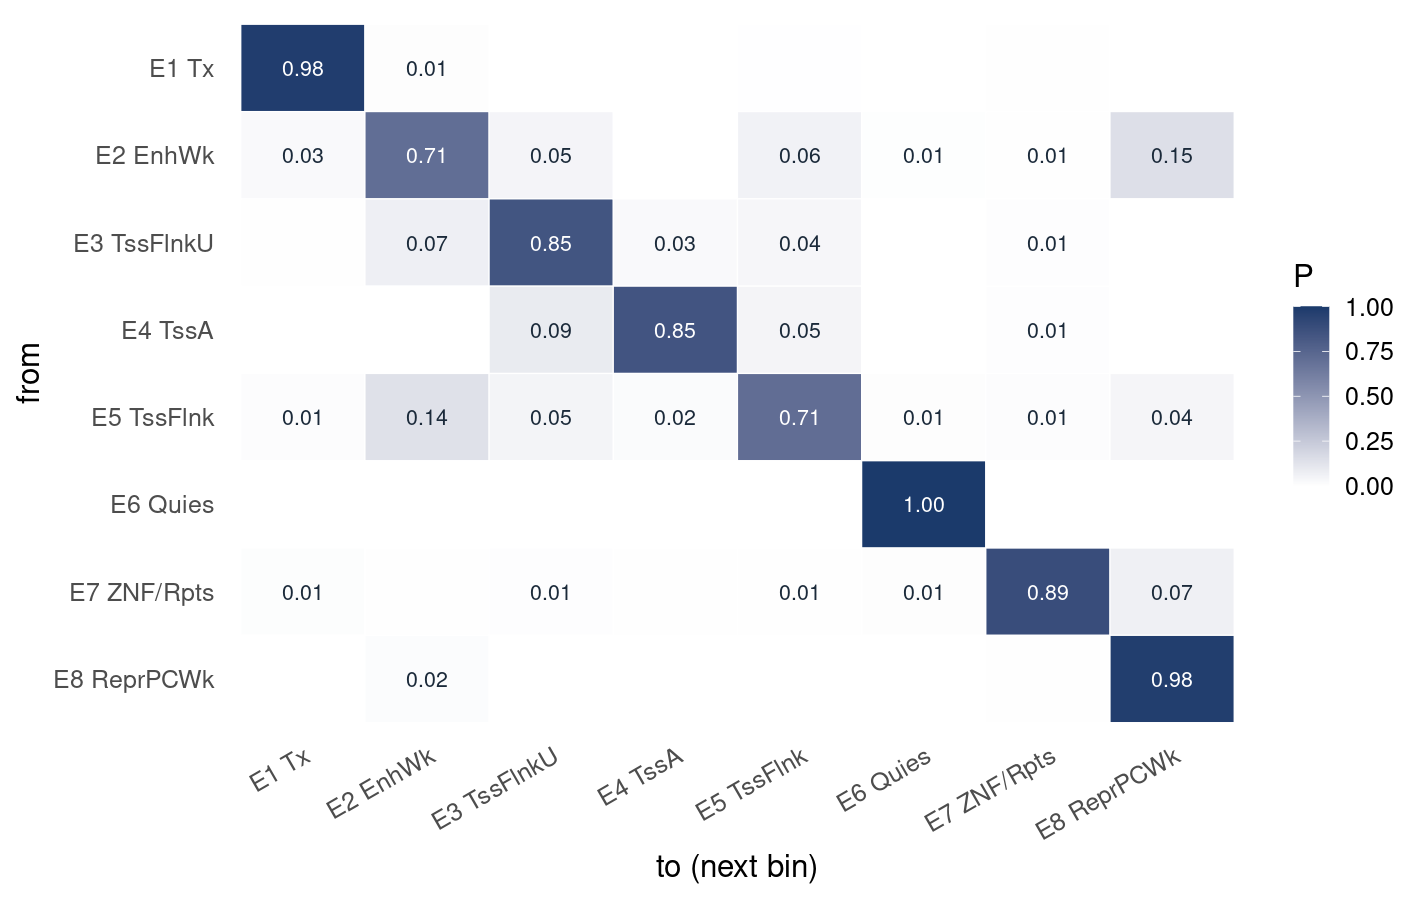 E1 Tx 0.98 0.01
E2 EnhWk 0.03 0.71 0.05 0.06 0.01 0.01 0.15
E3 TssFlnkU 0.07 0.85 0.03 0.04 0.01
E4 TssA 0.09 0.85 0.05 0.01
E5 TssFlnk 0.01 0.14 0.05 0.02 0.71 0.01 0.01 0.04
E6 Quies 1.00
E7 ZNF/Rpts 0.01 0.01 0.01 0.01 0.89 0.07
E8 ReprPCWk 0.02 0.98
from
E1 Tx E2 EnhWk E3 TssFlnkU E4 TssA E5 TssFlnk E6 Quies E7 ZNF/Rpts E8 ReprPCWk
to (next bin)
P
1.00
0.75
0.50
0.25
0.00